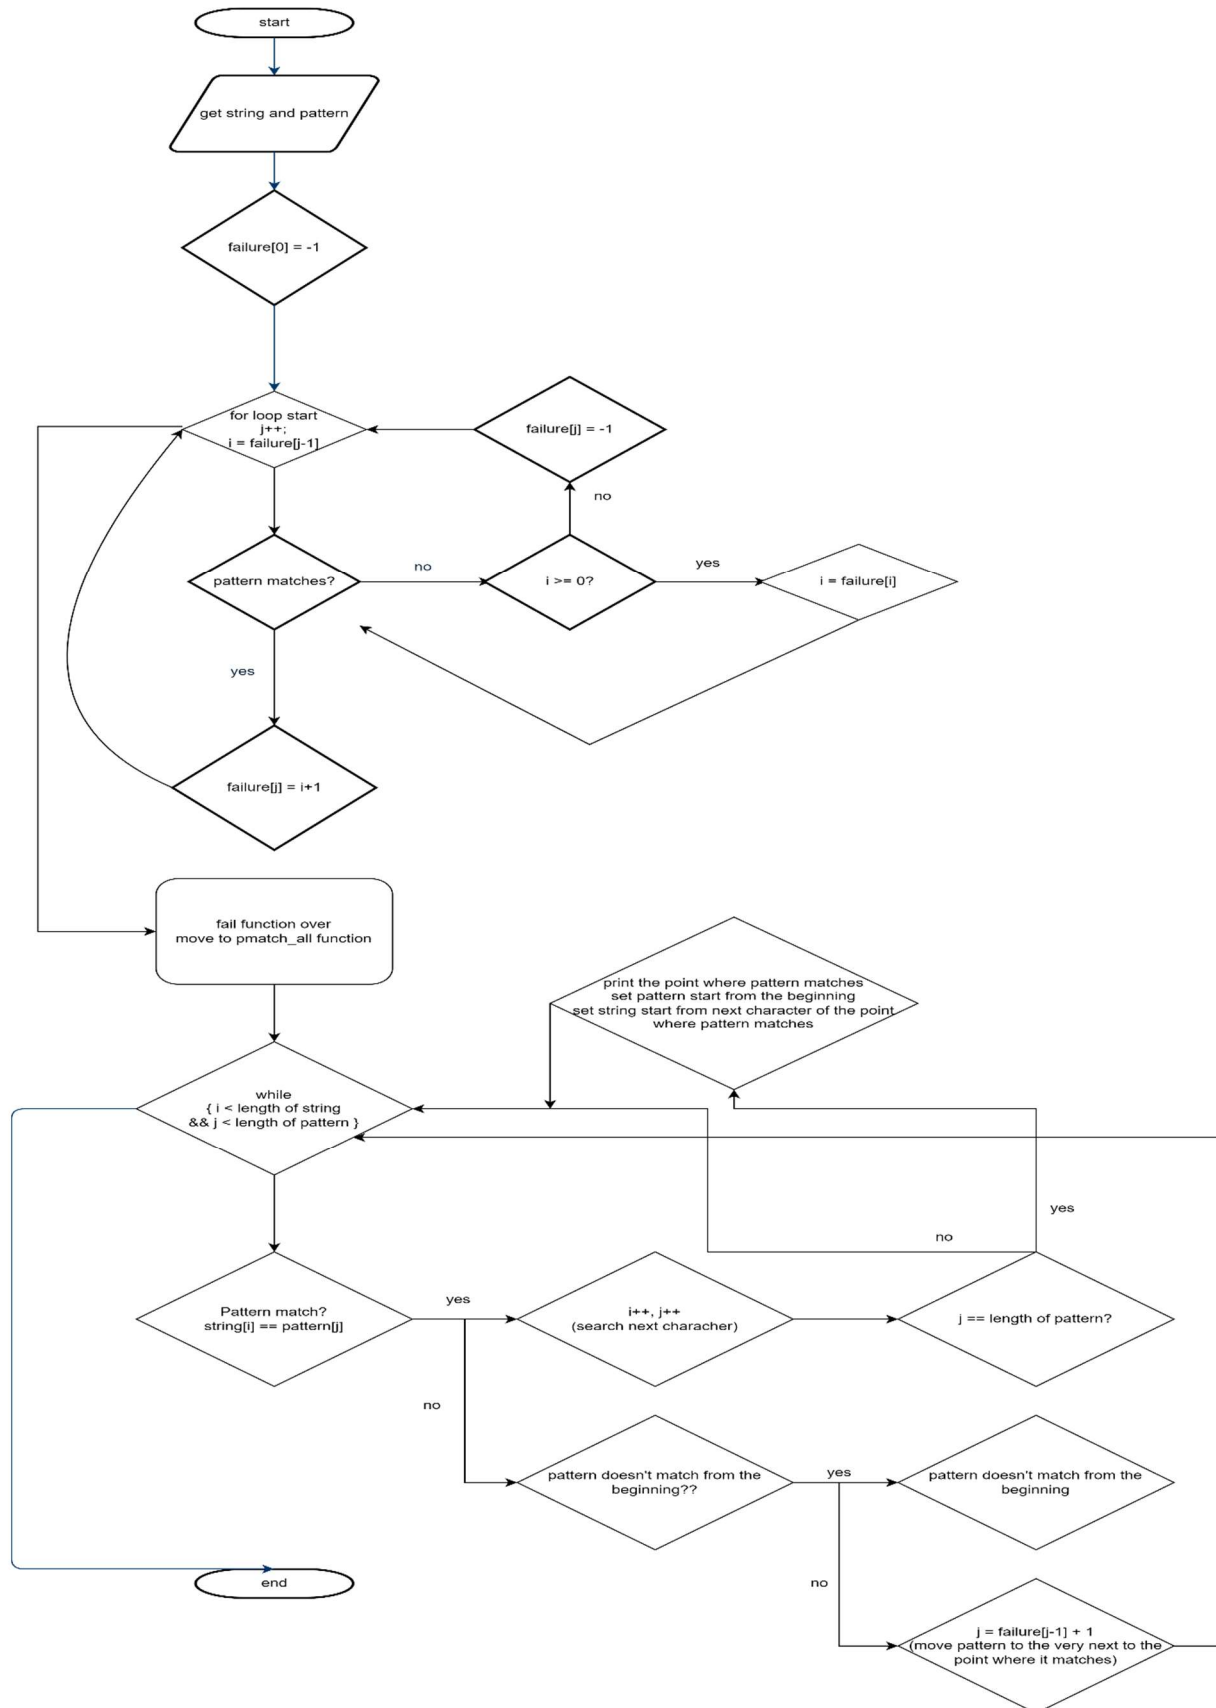 start
get string and pattern
failure[0] = -1
for loop start
j++;
i = failure[j-1]
failure[j] = -1
no
pattern matches?
no
i >= 0?
yes
i = failure[i]
yes
failure[j] = i+1
fail function over
move to pmatch_all function
print the point where pattern matches
set pattern start from the beginning
set string start from next character of the point
where pattern matches
while
{ i < length of string
&& j < length of pattern }
yes
no
Pattern match?
string[i] == pattern[j]
yes
i++, j++
(search next characher)
j == length of pattern?
no
pattern doesn't match from the
beginning??
yes
pattern doesn't match from the
beginning
no
end
j = failure[j-1] + 1
(move pattern to the very next to the
point where it matches)